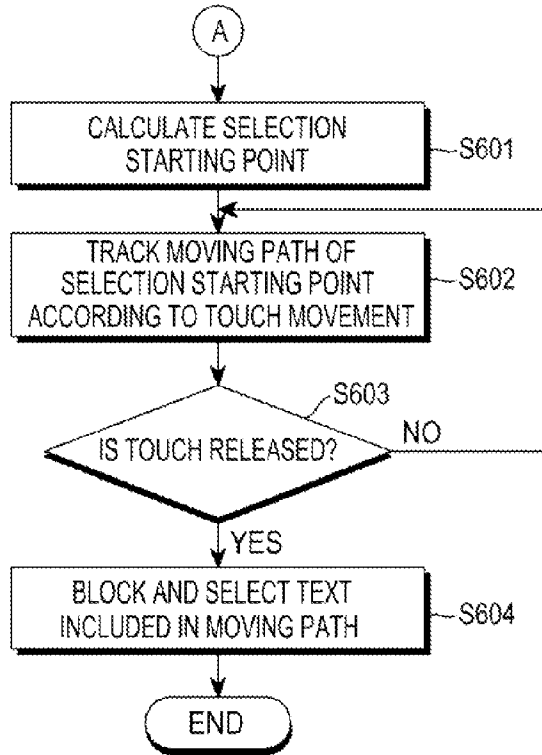 A
CALCULATE SELECTION
STARTING POINT
S601
TRACK MOVING PATH OF
SELECTION STARTING POINT
ACCORDING TO TOUCH MOVEMENT
S602
S603
IS TOUCH RELEASED?
NO
YES
BLOCK AND SELECT TEXT
INCLUDED IN MOVING PATH
S604
END